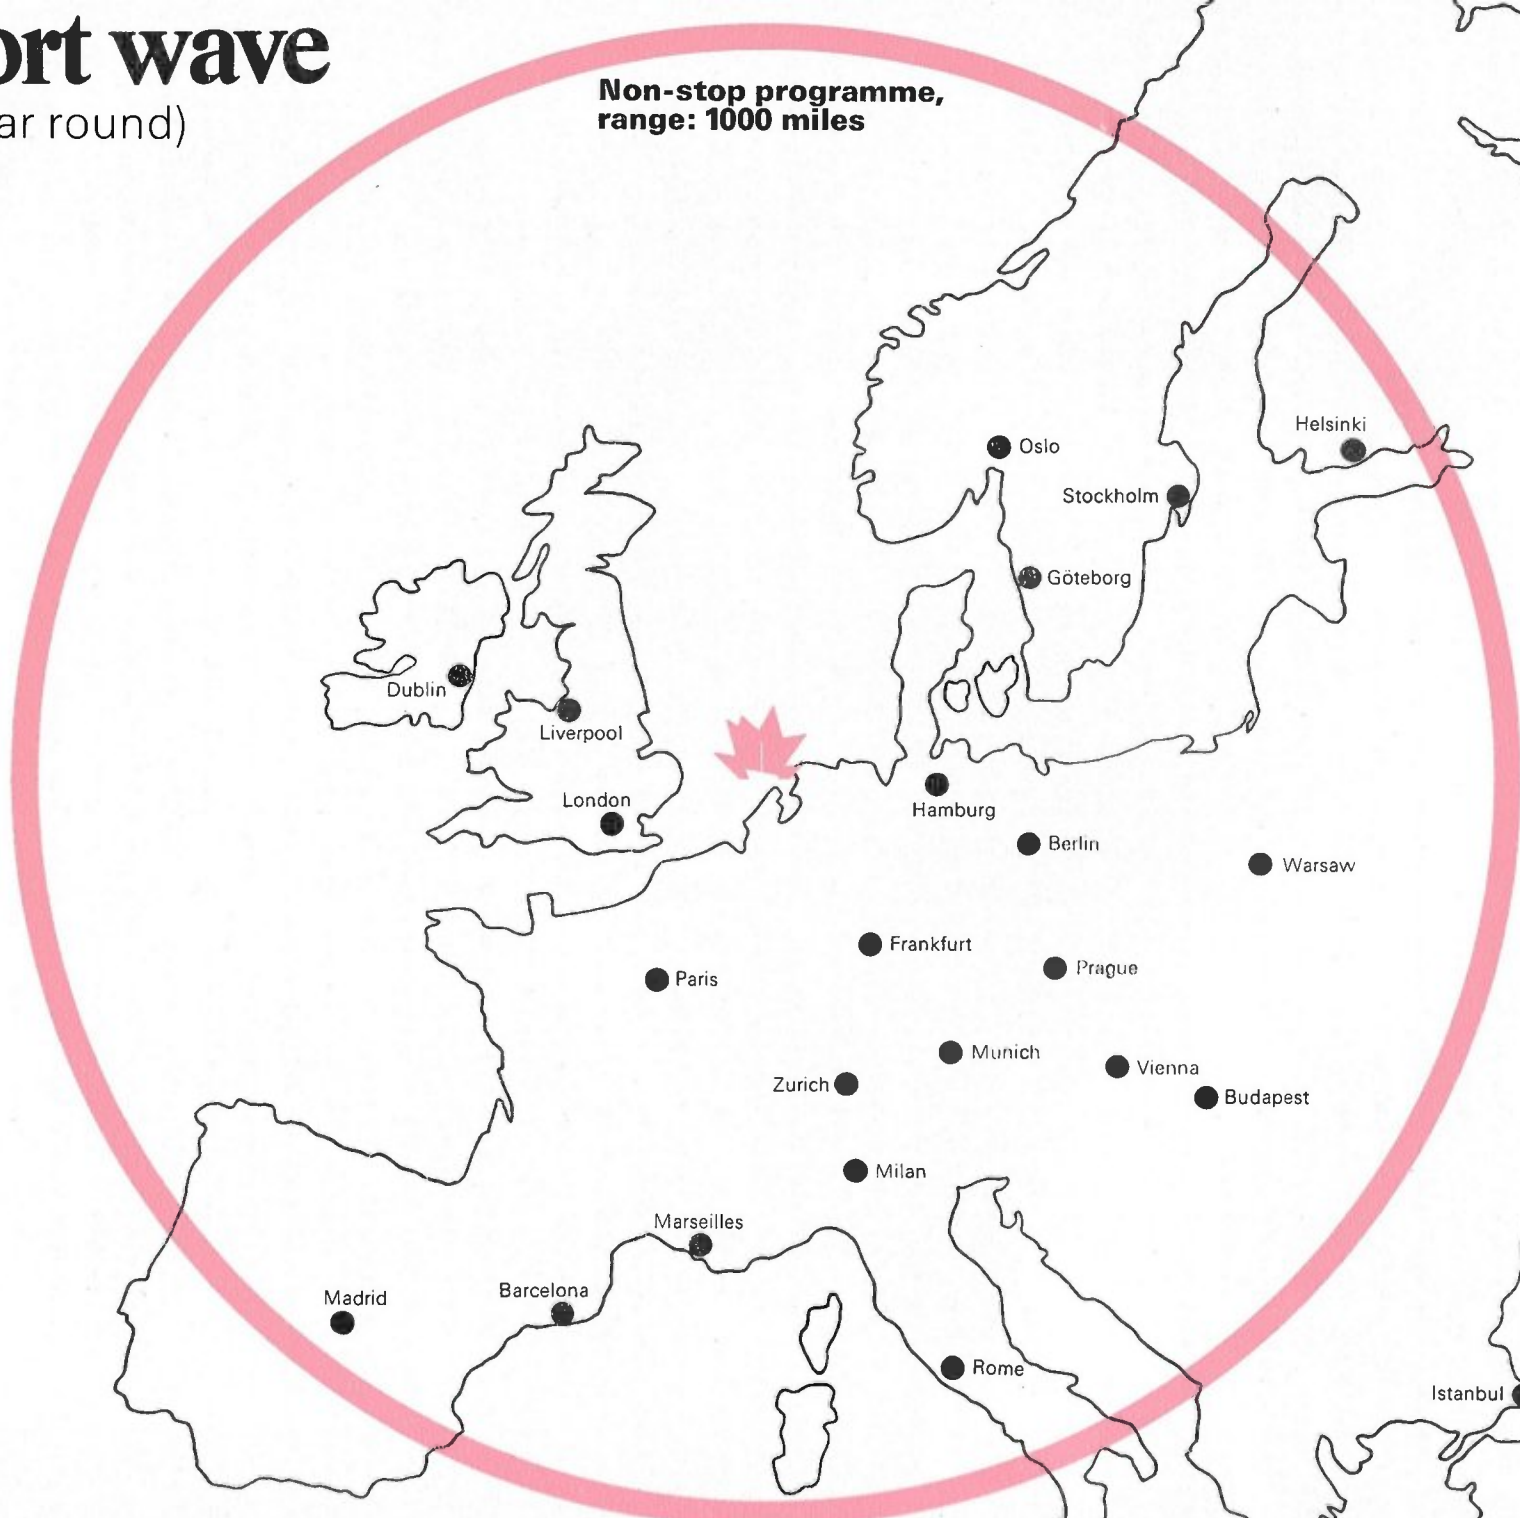 ort wave
ar round)
Non-stop programme,
range: 1000 miles
Helsinki
Oslo
Stockholm
Göteborg
Dublin
Liverpool
London
Hamburg
Berlin
Warsaw
Frankfurt
Prague
Paris
Munich
Vienna
Zurich
Budapest
Milan
Marseilles
Barcelona
Madrid
Rome
Istanbul